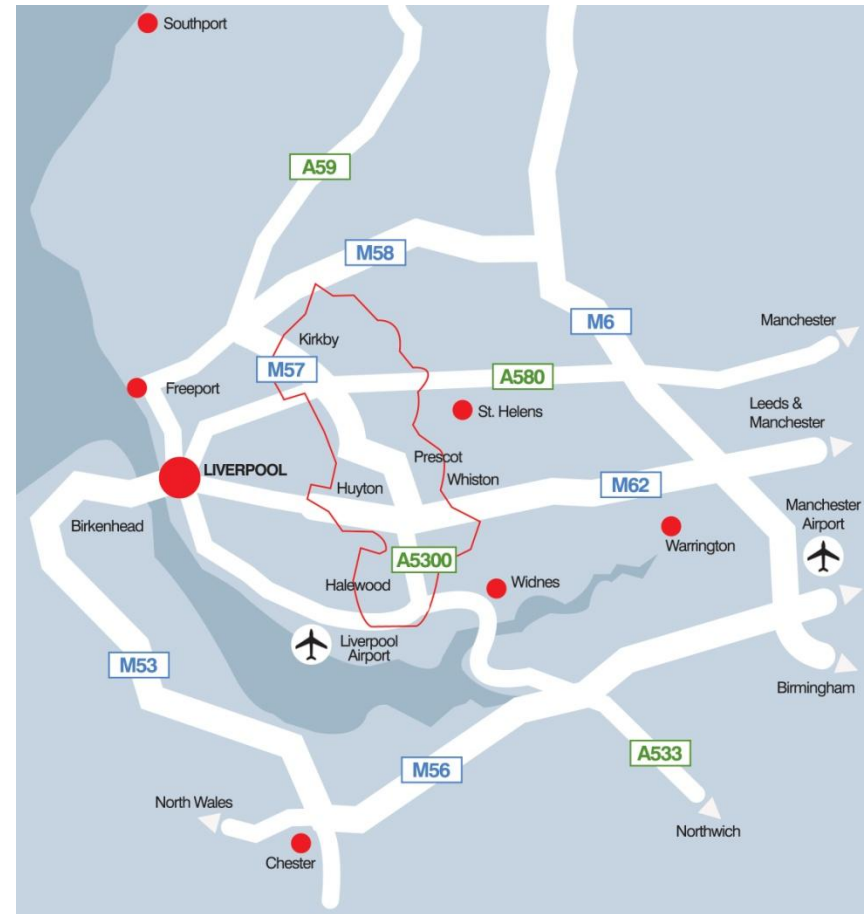 Southport
A59
M58
M6
Manchester
Kirkby
M57
A580
Freeport
St. Helens
Leeds &
Manchester
Prescot
LIVERPOOL
Huyton
Whiston
M62
Manchester
Airport
Birkenhead
Warrington
A5300
Halewood
Widnes
Liverpool
Airport
M53
Birmingham
M56
A533
North Wales
Northwich
Chester